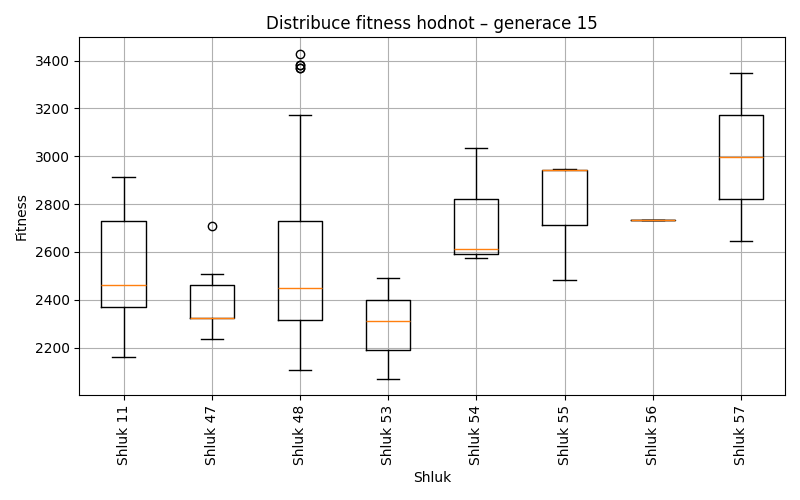 Distribuce fitness hodnot – generace 15
Fitness
3400
3200
3000
2800
2600
2400
2200
Shluk 11
Shluk 47
Shluk 48
Shluk 53
Shluk 54
Shluk 55
Shluk 56
Shluk 57
Shluk